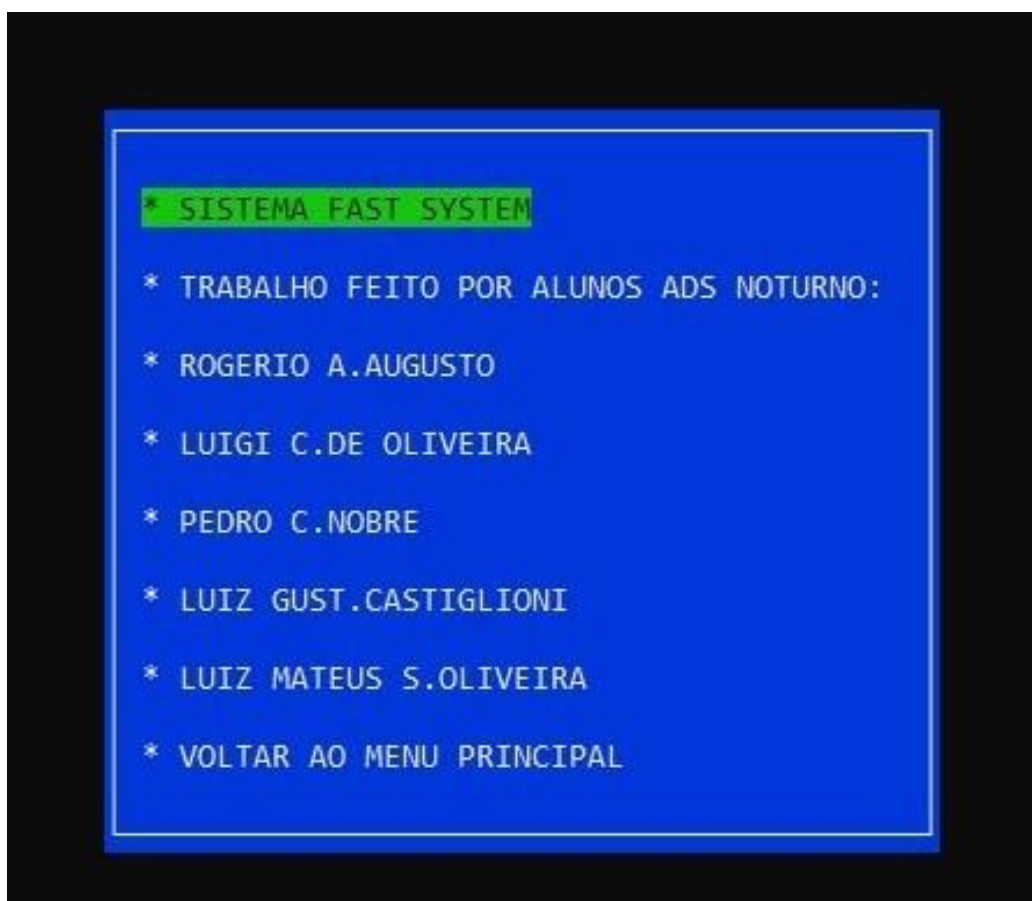 * SISTEMA FAST SYSTEM
* TRABALHO FEITO POR ALUNOS ADS NOTURNO:
* ROGERIO A.AUGUSTO
* LUIGI C.DE OLIVEIRA
* PEDRO C.NOBRE
* LUIZ GUST.CASTIGLIONI
* LUIZ MATEUS S.OLIVEIRA
* VOLTAR AO MENU PRINCIPAL